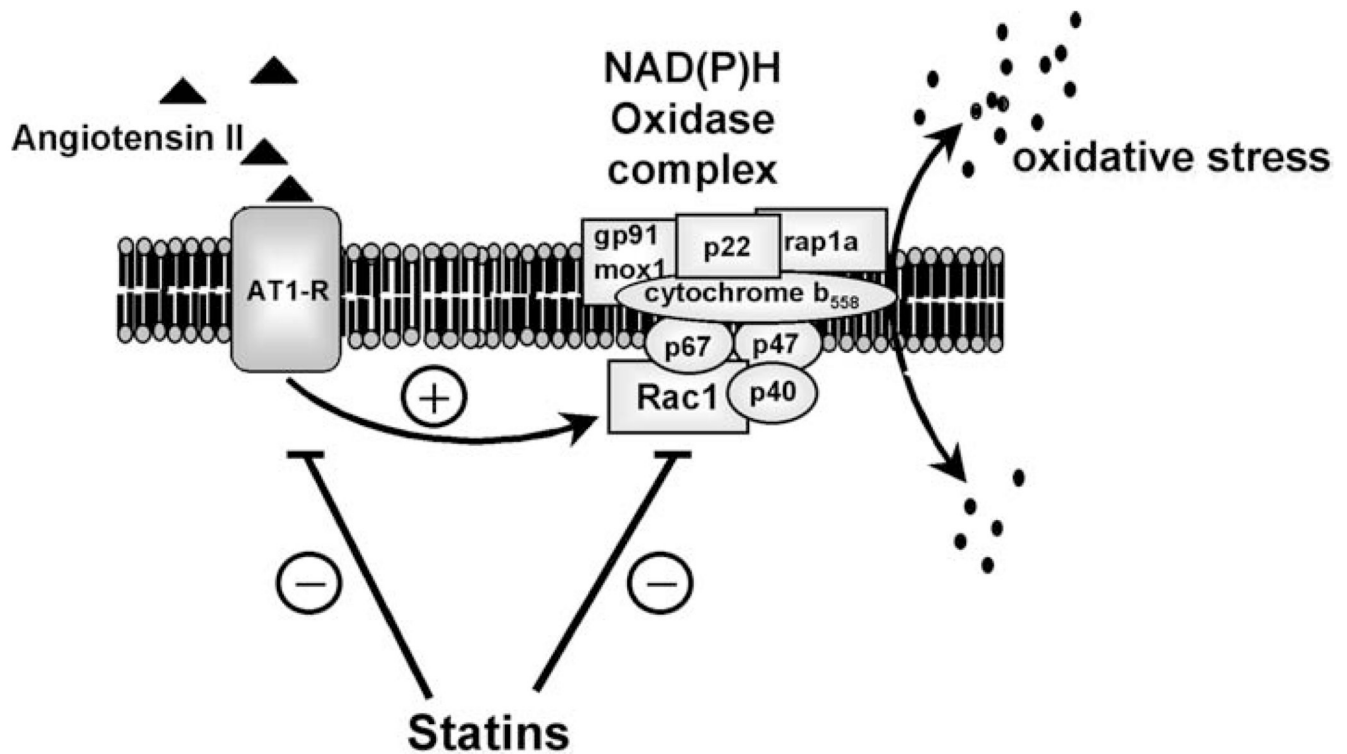 NAD(P)H
Oxidase
complex
Angiotensin II
oxidative stress
gp91
mox1
p22
rap1a
AT1-R
cytochrome b558
p67
p47
Rac1
p40
+
−
−
Statins